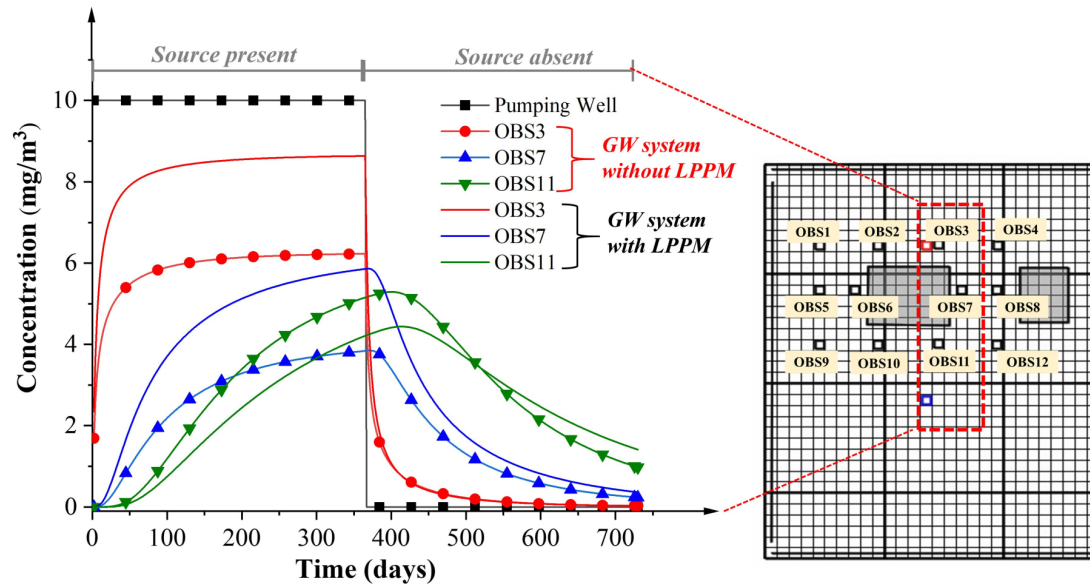 Source present
Source absent
Concentration (mg/m³)
10
8
6
4
2
0
0
100
200
300
400
500
600
700
Time (days)
Pumping Well
OBS3
OBS7
OBS11
GW system
without LPPM
OBS3
OBS7
OBS11
GW system
with LPPM
OBS1 OBS2 OBS3 OBS4
OBS5 OBS6 OBS7 OBS8
OBS9 OBS10 OBS11 OBS12